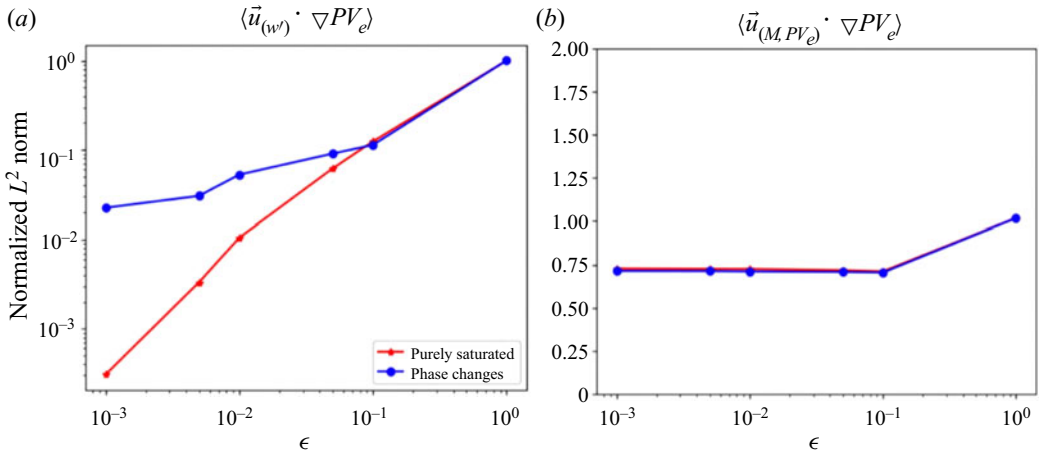 (a) ⟨u⃗(w′) · ▽PVₑ⟩
Normalized L² norm
10⁰
10⁻¹
10⁻²
10⁻³
Purely saturated
Phase changes
10⁻³ 10⁻² 10⁻¹ 10⁰
ϵ
(b) ⟨u⃗(M,PVₑ) · ▽PVₑ⟩
2.00
1.75
1.50
1.25
1.00
0.75
0.50
0.25
0
10⁻³ 10⁻² 10⁻¹ 10⁰
ϵ